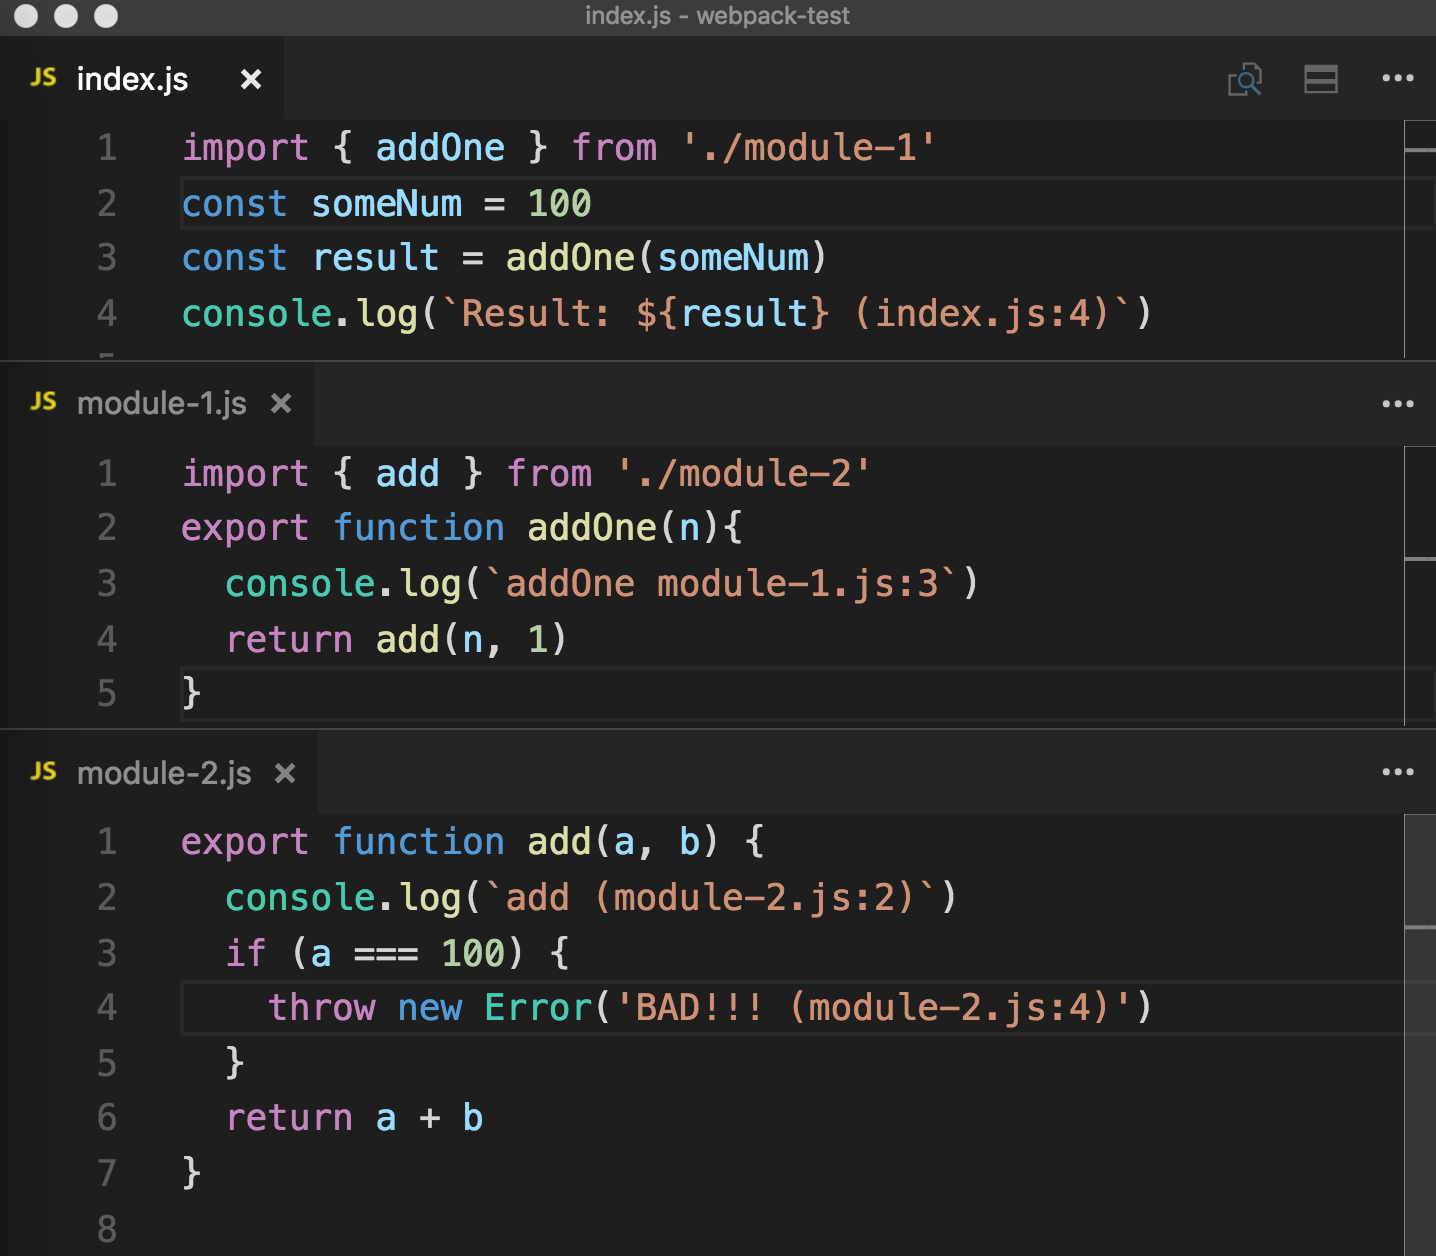 index.js - webpack-test
JS index.js ×
1 import { addOne } from './module-1'
2 const someNum = 100
3 const result = addOne(someNum)
4 console.log(`Result: ${result} (index.js:4)`)
JS module-1.js ×
1 import { add } from './module-2'
2 export function addOne(n){
3   console.log(`addOne module-1.js:3`)
4   return add(n, 1)
5 }
JS module-2.js ×
1 export function add(a, b) {
2   console.log(`add (module-2.js:2)`)
3   if (a === 100) {
4     throw new Error('BAD!!! (module-2.js:4)')
5   }
6   return a + b
7 }
8